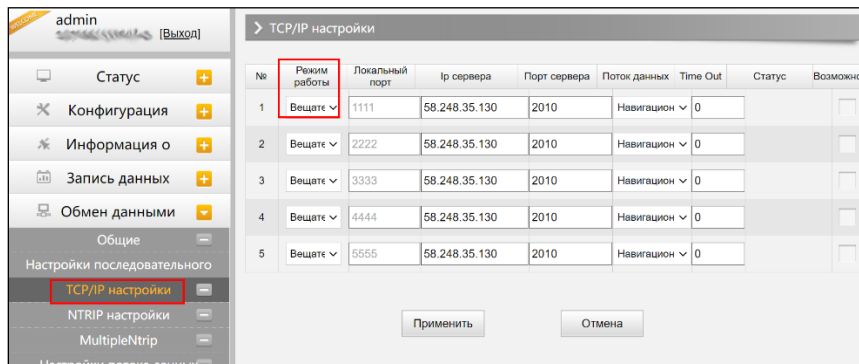 WELCOME
admin
[Выход]
TCP/IP настройки
Статус
Конфигурация
Информация о
Запись данных
Обмен данными
Общие
Настройки последовательного
TCP/IP настройки
NTRIP настройки
MultipleNtrip
Настройки потока данных
№ Режим работы Локальный порт Ip сервера Порт сервера Поток данных Time Out Статус Возможно
1 Вещате 1111 58.248.35.130 2010 Навигацион 0
2 Вещате 2222 58.248.35.130 2010 Навигацион 0
3 Вещате 3333 58.248.35.130 2010 Навигацион 0
4 Вещате 4444 58.248.35.130 2010 Навигацион 0
5 Вещате 5555 58.248.35.130 2010 Навигацион 0
Применить Отмена